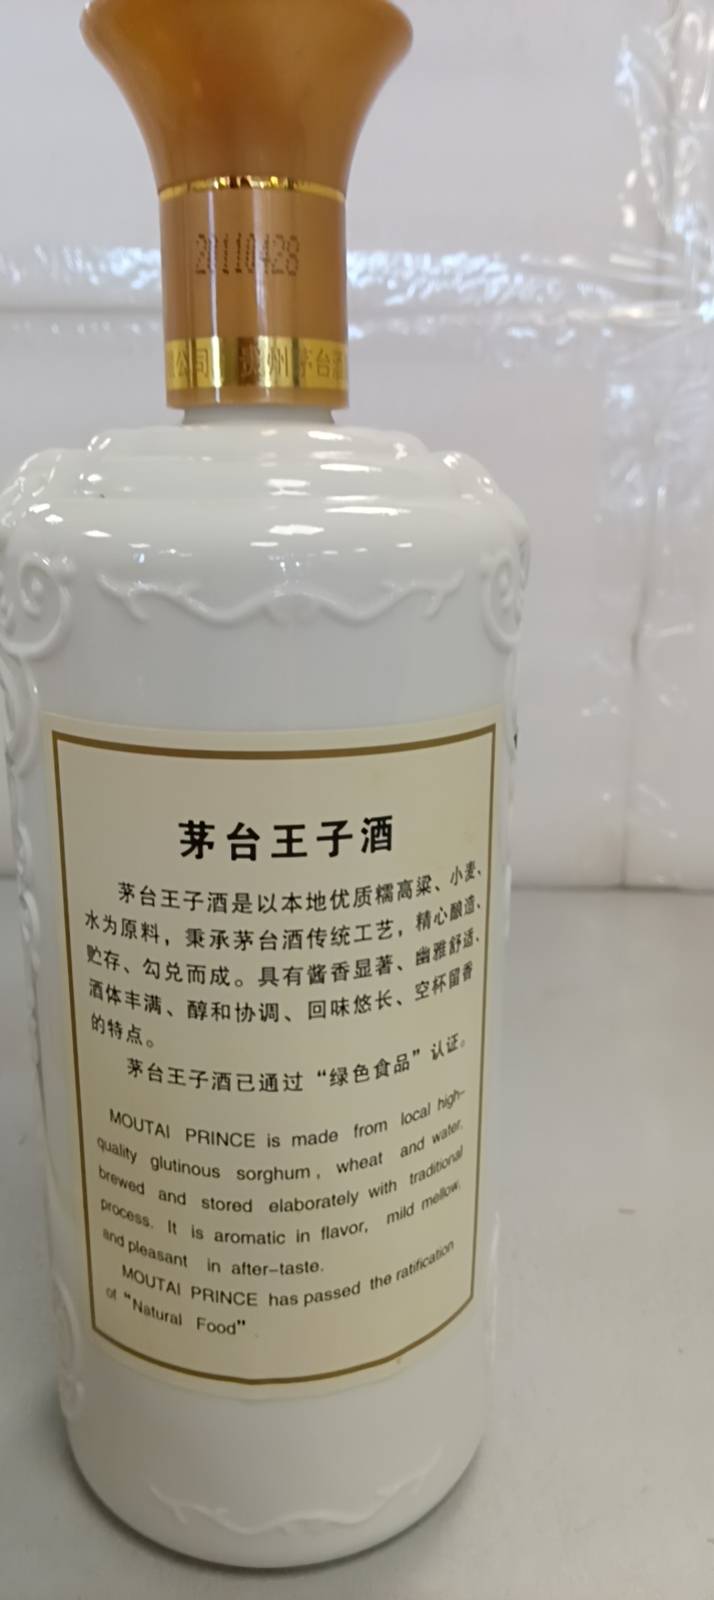 20110428
公司 贵州茅台酒
茅台王子酒
茅台王子酒是以本地优质糯高粱、小麦、
水为原料，秉承茅台酒传统工艺，精心酿造、
贮存、勾兑而成。具有酱香显著、幽雅舒适、
酒体丰满、醇和协调、回味悠长、空杯留香
的特点。
茅台王子酒已通过“绿色食品”认证。
MOUTAI PRINCE is made from local high-
quality glutinous sorghum, wheat and water,
brewed and stored elaborately with traditional
process. It is aromatic in flavor, mild mellow,
and pleasant in after-taste.
MOUTAI PRINCE has passed the ratification
of "Natural Food"